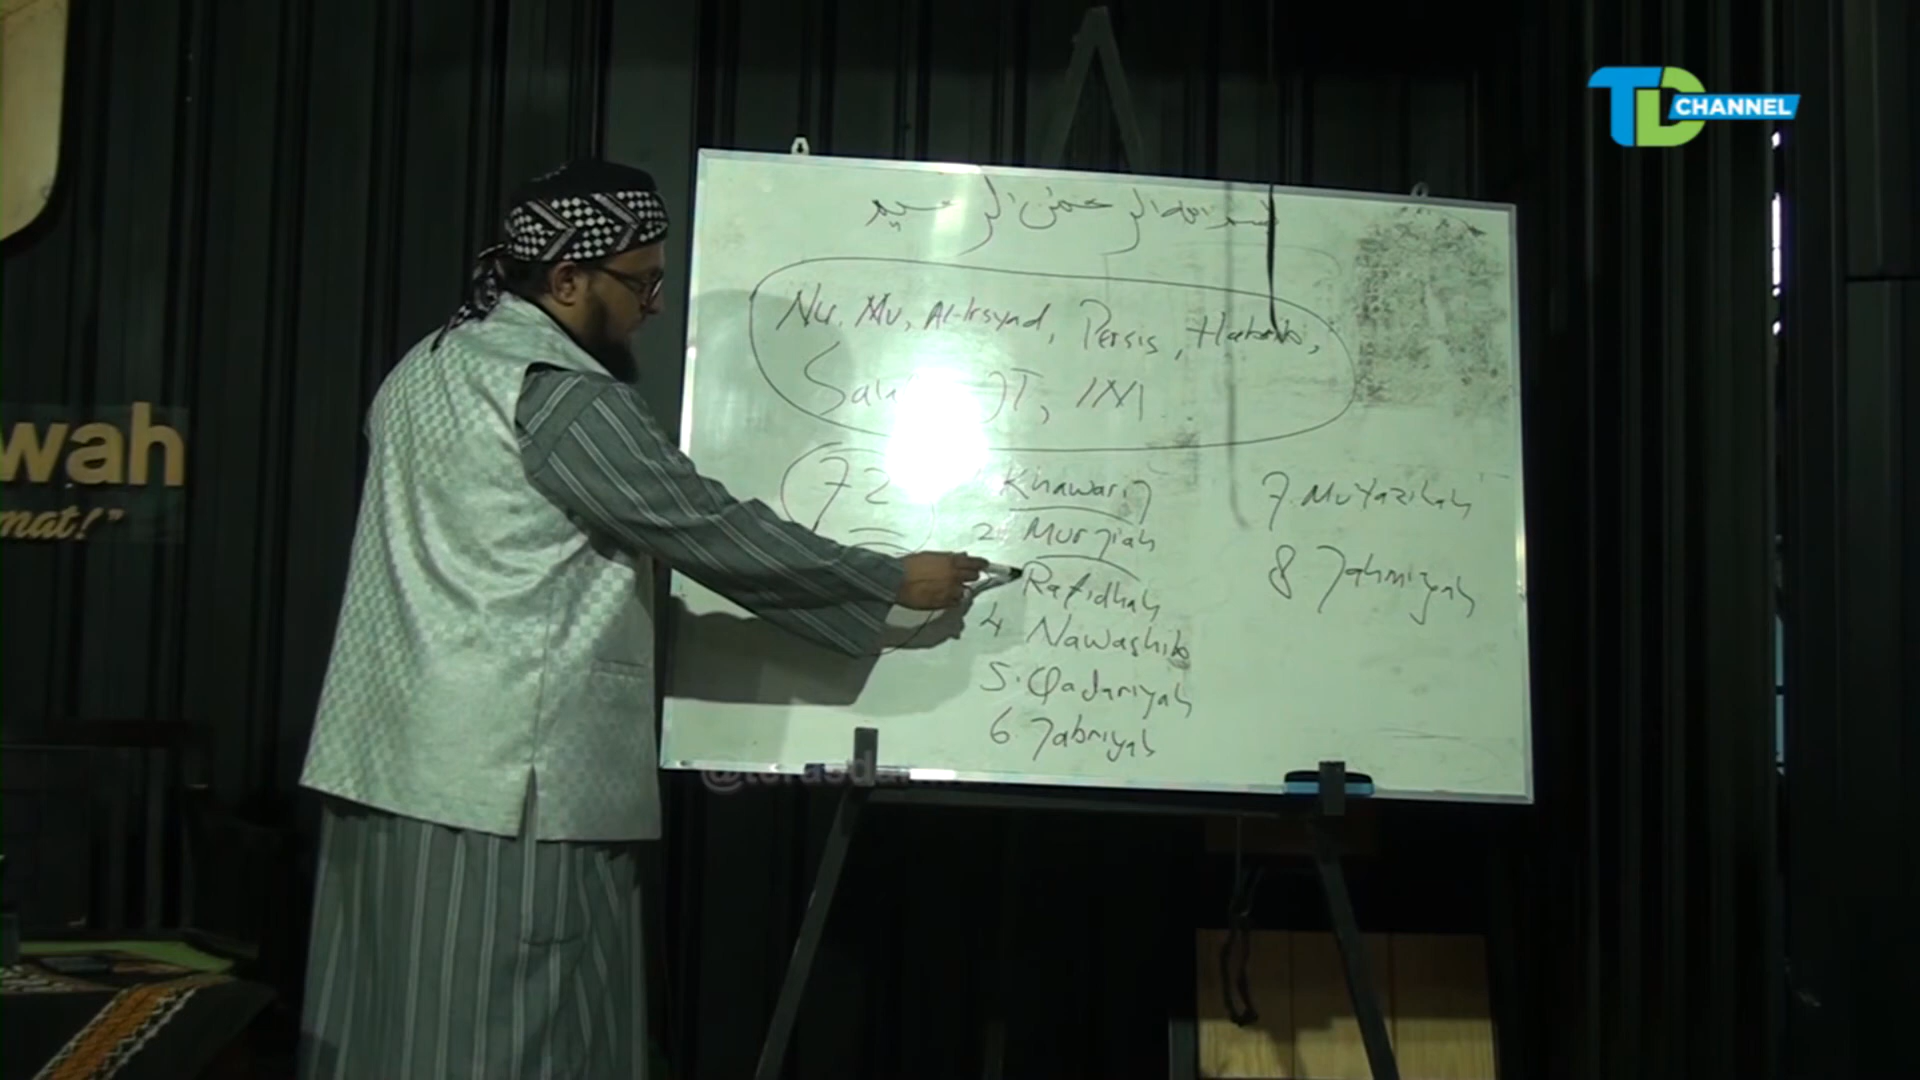 TD CHANNEL
بسم الله الرحمن الرحيم
NU, MU, Al-Irsyad, Persis, Habaib,
JT, IM
72
Khawarij
2 Murjiah
Rafidhah
4 Nawashib
5. Qadariyah
6. Jabriyah
7. Mu'tazilah
8 Jahmiyah
wah
mat!"